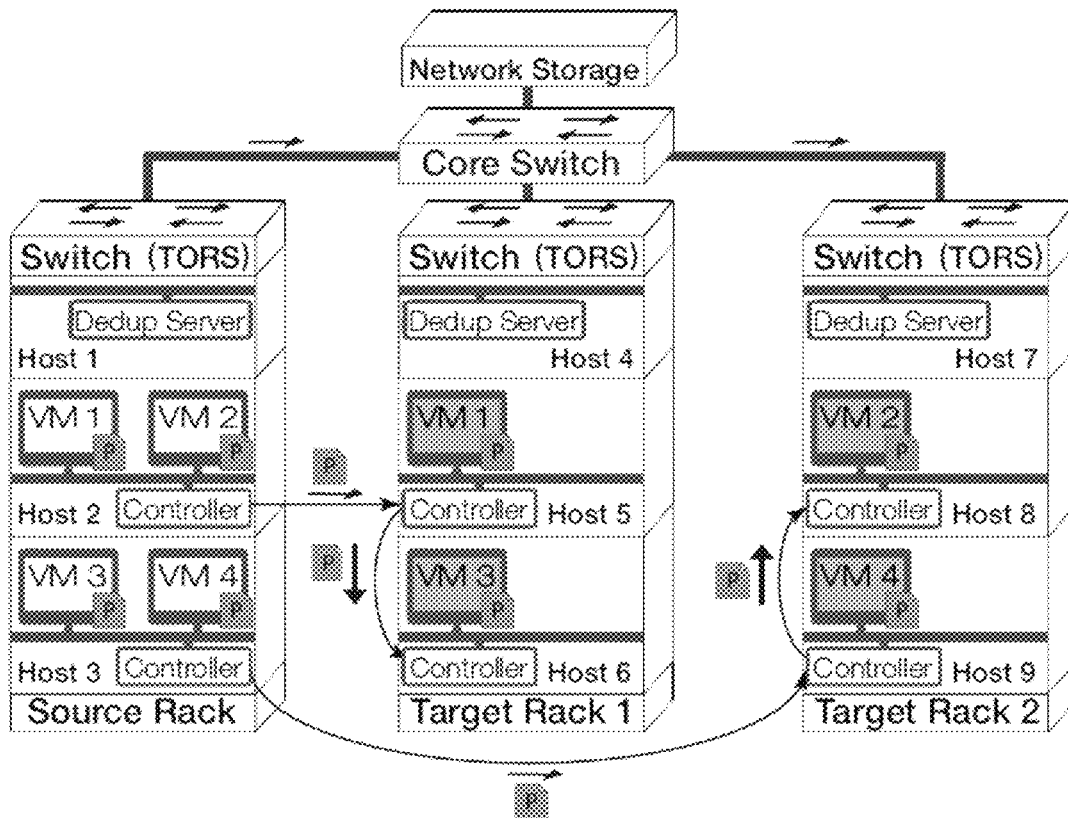 Network Storage
Core Switch
Switch (TORS)
Switch (TORS)
Switch (TORS)
Dedup Server
Dedup Server
Dedup Server
Host 1
Host 4
Host 7
VM 1
P
VM 2
P
VM 1
P
VM 2
P
P
Host 2
Controller
Controller
Host 5
Controller
Host 8
VM 3
P
VM 4
P
P
VM 3
P
P
VM 4
P
Host 3
Controller
Controller
Host 6
Controller
Host 9
Source Rack
Target Rack 1
Target Rack 2
P